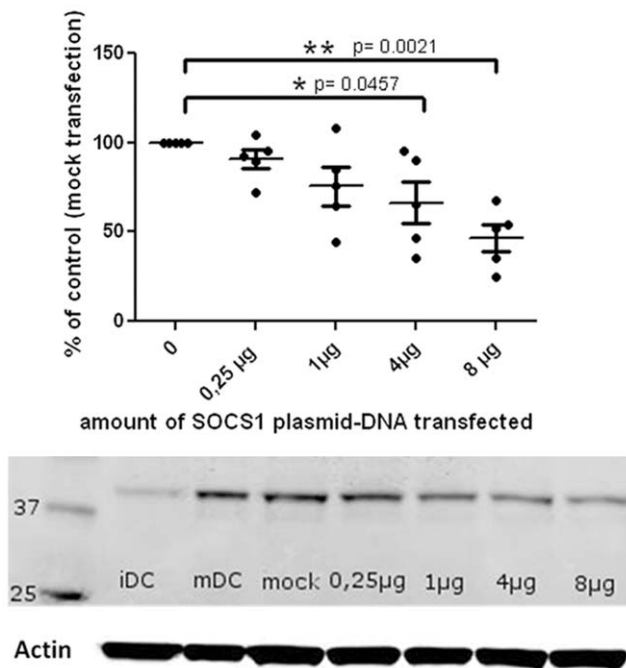 % of control (mock transfection)
150
100
50
0
** p= 0.0021
* p= 0.0457
0 0,25 µg 1µg 4µg 8 µg
amount of SOCS1 plasmid-DNA transfected
37
25
iDC mDC mock 0,25µg 1µg 4µg 8µg
Actin